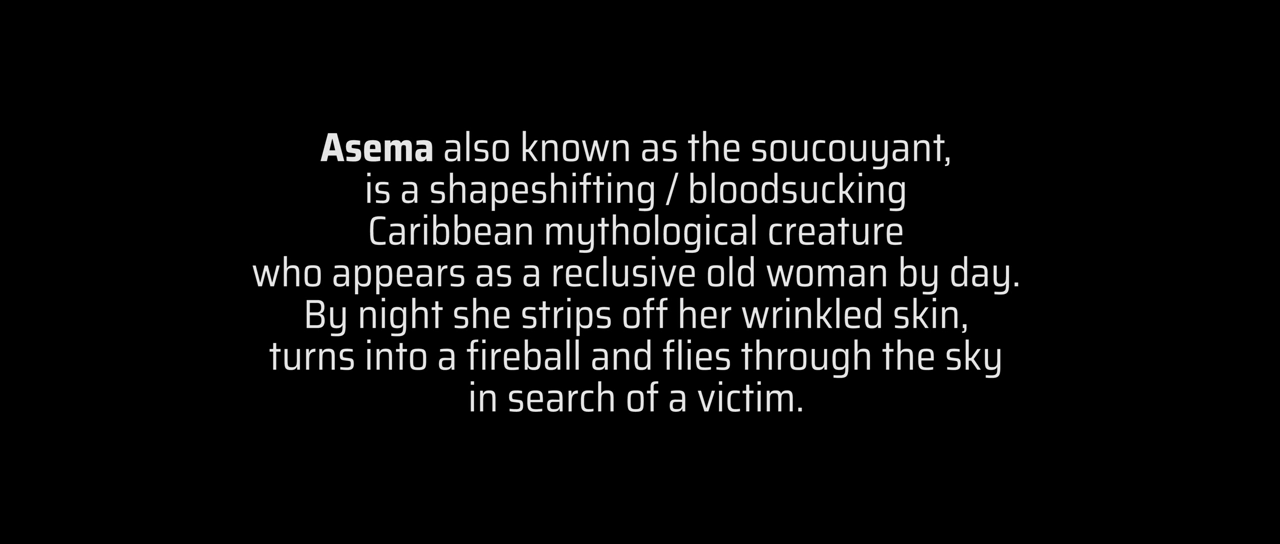 Asema also known as the soucouyant,
is a shapeshifting / bloodsucking
Caribbean mythological creature
who appears as a reclusive old woman by day.
By night she strips off her wrinkled skin,
turns into a fireball and flies through the sky
in search of a victim.